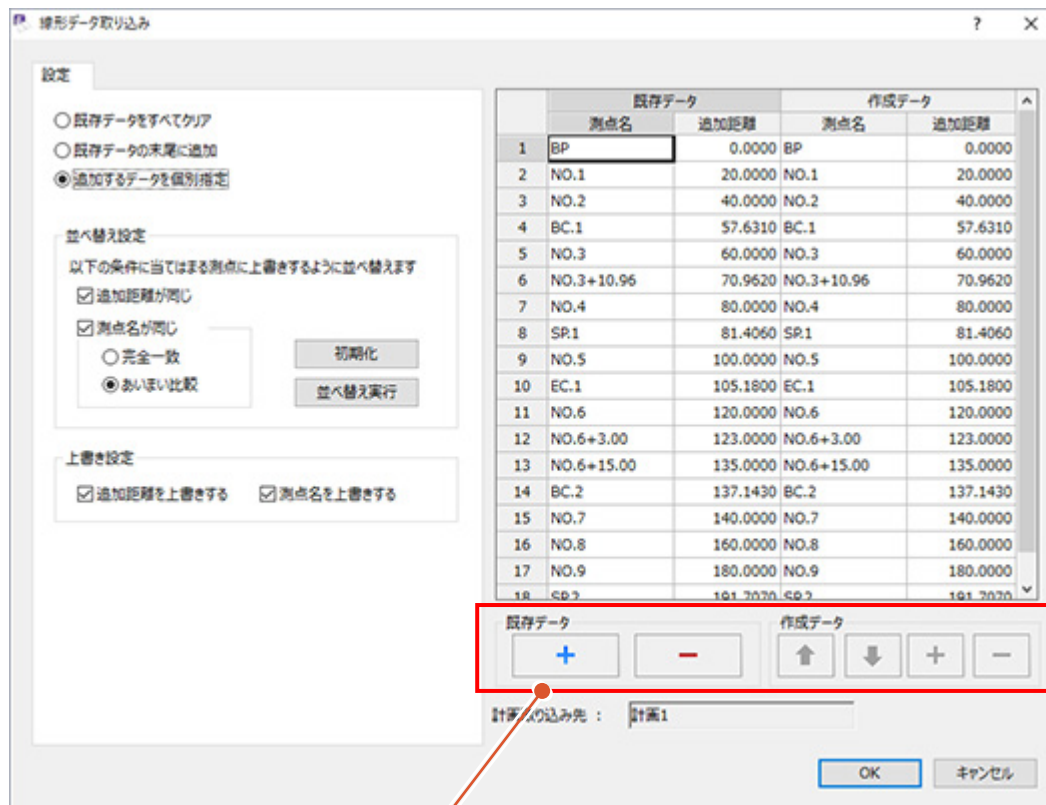 線形データ取り込み
設定
既存データをすべてクリア
既存データの末尾に追加
追加するデータを個別指定
並べ替え設定
以下の条件に当てはまる測点に上書きするように並べ替えます
追加距離が同じ
測点名が同じ
完全一致
あいまい比較
初期化
並べ替え実行
上書き設定
追加距離を上書きする 測点名を上書きする
既存データ 作成データ
測点名 追加距離 測点名 追加距離
1 BP 0.0000 BP 0.0000
2 NO.1 20.0000 NO.1 20.0000
3 NO.2 40.0000 NO.2 40.0000
4 BC.1 57.6310 BC.1 57.6310
5 NO.3 60.0000 NO.3 60.0000
6 NO.3+10.96 70.9620 NO.3+10.96 70.9620
7 NO.4 80.0000 NO.4 80.0000
8 SP.1 81.4060 SP.1 81.4060
9 NO.5 100.0000 NO.5 100.0000
10 EC.1 105.1800 EC.1 105.1800
11 NO.6 120.0000 NO.6 120.0000
12 NO.6+3.00 123.0000 NO.6+3.00 123.0000
13 NO.6+15.00 135.0000 NO.6+15.00 135.0000
14 BC.2 137.1430 BC.2 137.1430
15 NO.7 140.0000 NO.7 140.0000
16 NO.8 160.0000 NO.8 160.0000
17 NO.9 180.0000 NO.9 180.0000
18 SP.2 191.7070 SP.2 191.7070
既存データ 作成データ
計画取り込み先 : 計画1
OK キャンセル